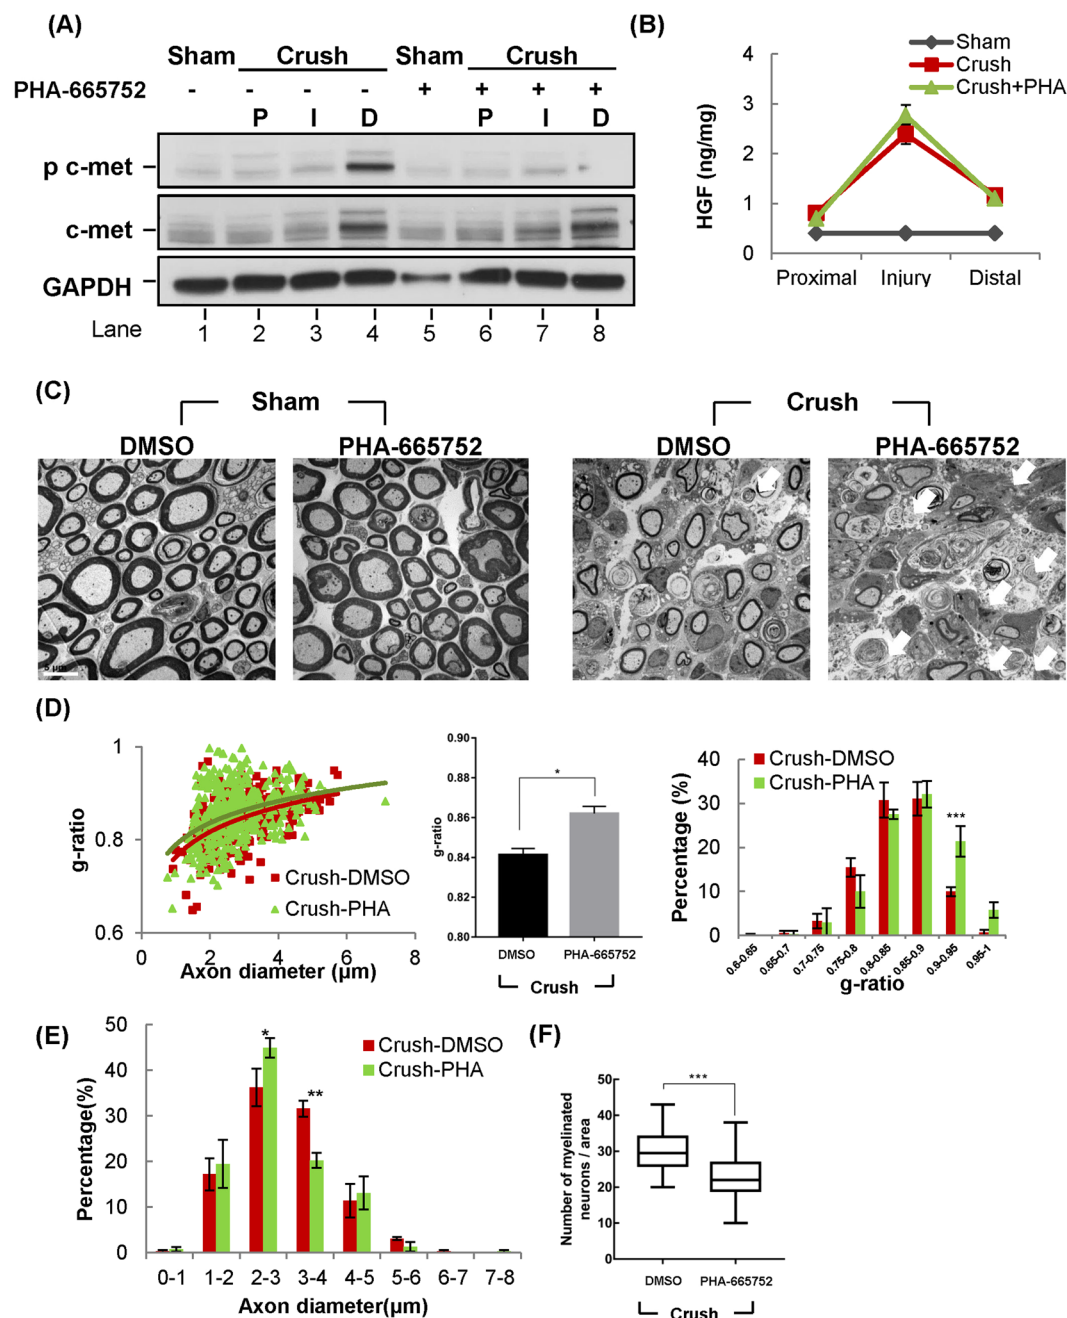 (A)
Sham Crush Sham Crush
PHA-665752 - - - - + + + +
P I D P I D
p c-met
c-met
GAPDH
Lane 1 2 3 4 5 6 7 8
(B)
Sham
Crush
Crush+PHA
HGF (ng/mg)
4
3
2
1
0
Proximal Injury Distal
(C)
Sham Crush
DMSO PHA-665752 DMSO PHA-665752
5 μm
(D)
g-ratio
1
0.8
0.6
0 2 4 6 8
Axon diameter (μm)
Crush-DMSO
Crush-PHA
g-ratio
0.90
0.88
0.86
0.84
0.82
0.80
*
DMSO PHA-665752
Crush
Percentage (%)
40
30
20
10
0
Crush-DMSO
Crush-PHA
***
0.6-0.65 0.65-0.7 0.7-0.75 0.75-0.8 0.8-0.85 0.85-0.9 0.9-0.95 0.95-1
g-ratio
(E)
Percentage(%)
50
40
30
20
10
0
* **
Crush-DMSO
Crush-PHA
0-1 1-2 2-3 3-4 4-5 5-6 6-7 7-8
Axon diameter(μm)
(F)
Number of myelinated
neurons / area
50
40
30
20
10
0
***
DMSO PHA-665752
Crush